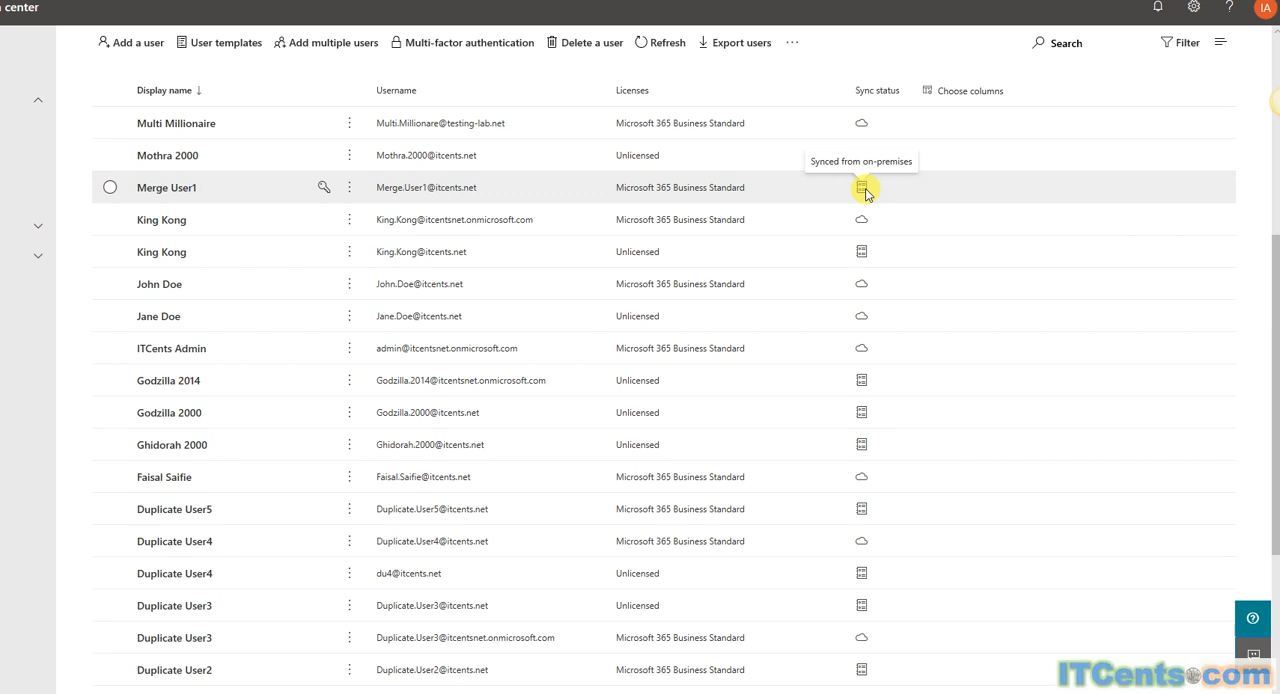 center
IA
Add a user User templates Add multiple users Multi-factor authentication Delete a user Refresh Export users Search Filter
Display name ↓ Username Licenses Sync status Choose columns
Multi Millionaire Multi.Millionare@testing-lab.net Microsoft 365 Business Standard
Mothra 2000 Mothra.2000@itcents.net Unlicensed
Synced from on-premises
Merge User1 Merge.User1@itcents.net Microsoft 365 Business Standard
King Kong King.Kong@itcentsnet.onmicrosoft.com Microsoft 365 Business Standard
King Kong King.Kong@itcents.net Unlicensed
John Doe John.Doe@itcents.net Microsoft 365 Business Standard
Jane Doe Jane.Doe@itcents.net Unlicensed
ITCents Admin admin@itcentsnet.onmicrosoft.com Microsoft 365 Business Standard
Godzilla 2014 Godzilla.2014@itcentsnet.onmicrosoft.com Unlicensed
Godzilla 2000 Godzilla.2000@itcents.net Unlicensed
Ghidorah 2000 Ghidorah.2000@itcents.net Unlicensed
Faisal Saifie Faisal.Saifie@itcents.net Microsoft 365 Business Standard
Duplicate User5 Duplicate.User5@itcents.net Microsoft 365 Business Standard
Duplicate User4 Duplicate.User4@itcents.net Microsoft 365 Business Standard
Duplicate User4 du4@itcents.net Unlicensed
Duplicate User3 Duplicate.User3@itcents.net Unlicensed
Duplicate User3 Duplicate.User3@itcentsnet.onmicrosoft.com Microsoft 365 Business Standard
Duplicate User2 Duplicate.User2@itcents.net Microsoft 365 Business Standard
ITCents.com